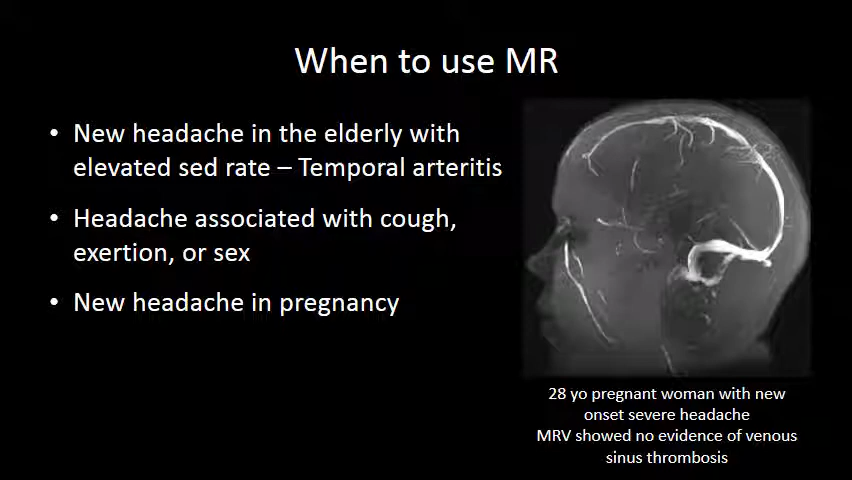 When to use MR
• New headache in the elderly with
elevated sed rate – Temporal arteritis
• Headache associated with cough,
exertion, or sex
• New headache in pregnancy
28 yo pregnant woman with new
onset severe headache
MRV showed no evidence of venous
sinus thrombosis